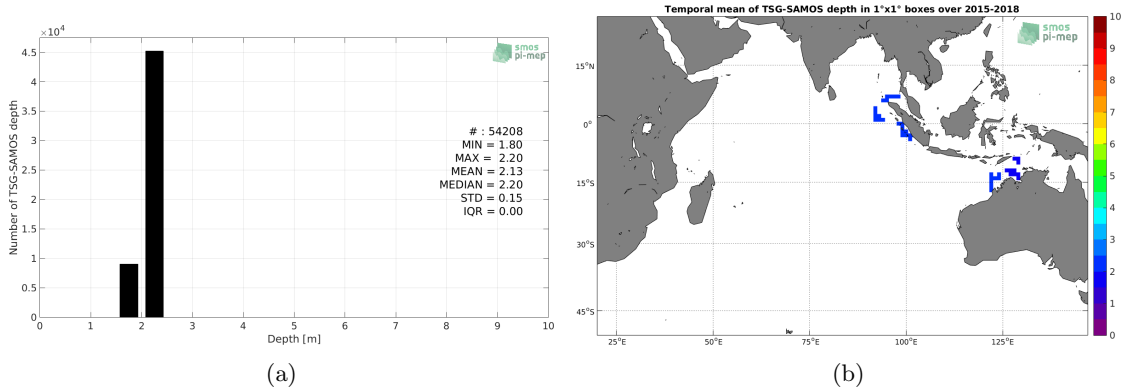 ×10⁴
4.5
4
3.5
3
2.5
2
1.5
1
0.5
0
Number of TSG-SAMOS depth
0 1 2 3 4 5 6 7 8 9 10
Depth [m]
smos
pi-mep
# : 54208
MIN = 1.80
MAX = 2.20
MEAN = 2.13
MEDIAN = 2.20
STD = 0.15
IQR = 0.00
(a)
Temporal mean of TSG-SAMOS depth in 1°x1° boxes over 2015-2018
smos
pi-mep
15°N
0°
15°S
30°S
45°S
25°E 50°E 75°E 100°E 125°E
10
9
8
7
6
5
4
3
2
1
0
(b)